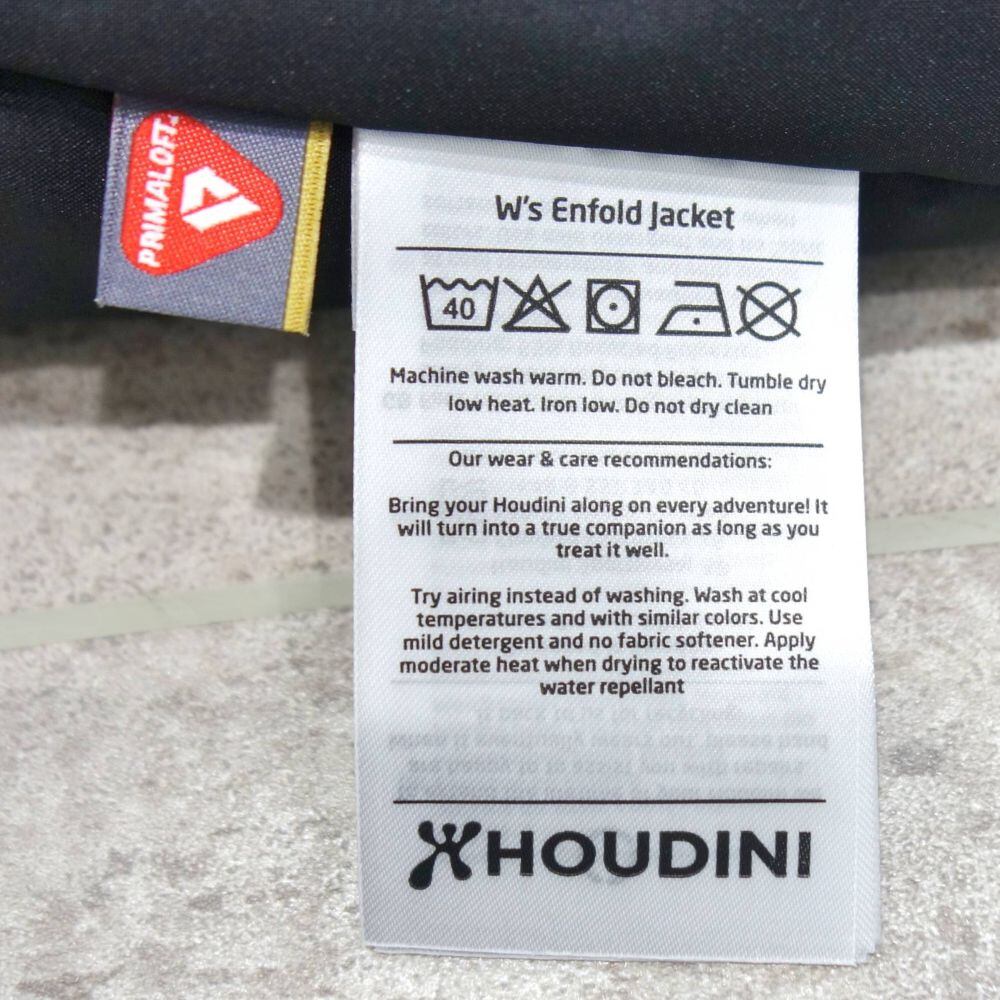 PRIMALOFT
W's Enfold Jacket
40
Machine wash warm. Do not bleach. Tumble dry
low heat. Iron low. Do not dry clean
Our wear & care recommendations:
Bring your Houdini along on every adventure! It
will turn into a true companion as long as you
treat it well.
Try airing instead of washing. Wash at cool
temperatures and with similar colors. Use
mild detergent and no fabric softener. Apply
moderate heat when drying to reactivate the
water repellant
HOUDINI